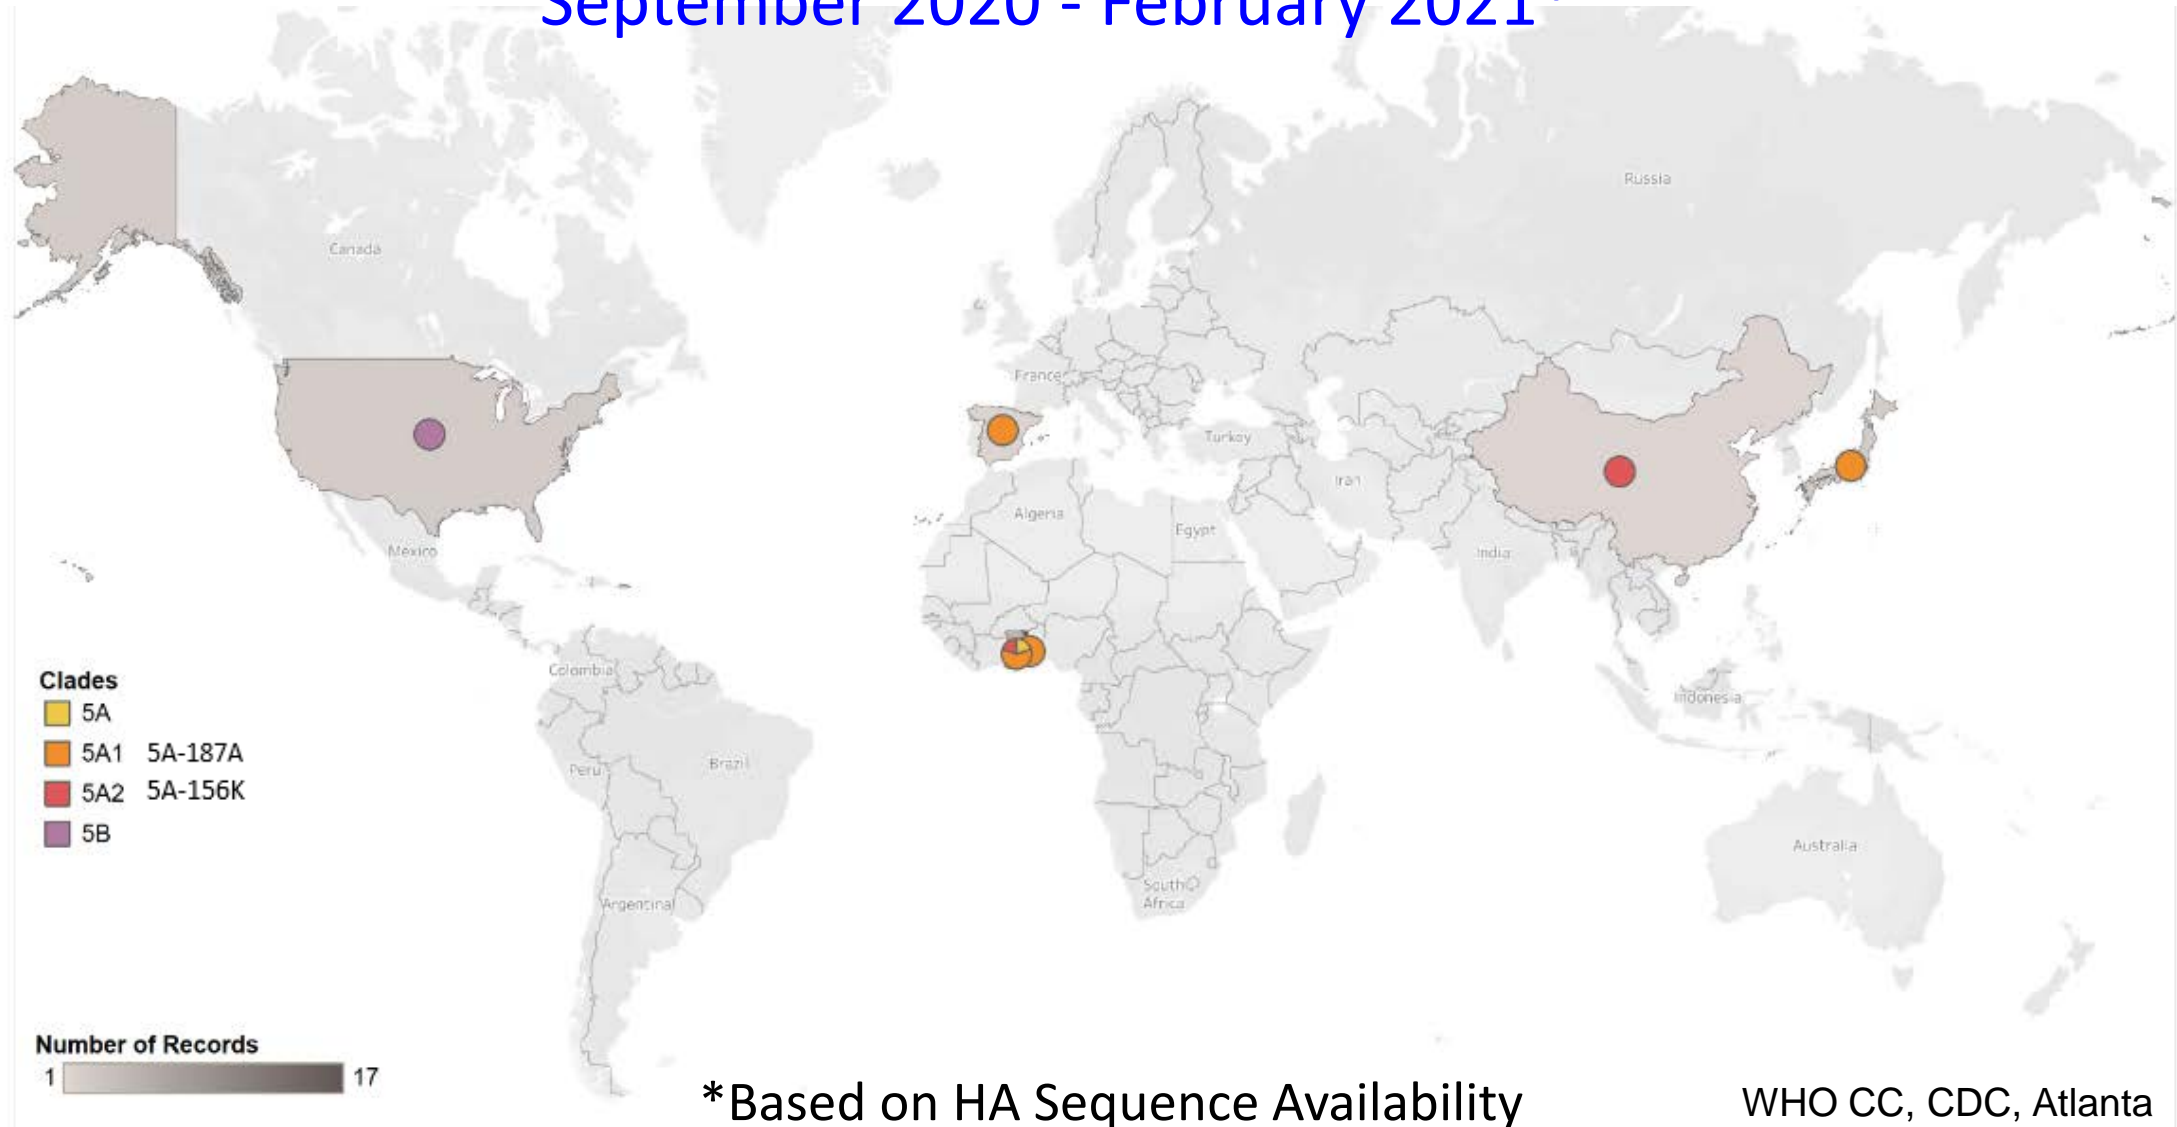 September 2020 - February 2021*
Russia
Canada
France
Turkey
Iran
Algeria
Egypt
Mexico
India
Colombia
Indonesia
Peru
Brazil
Australia
South
Africa
Argentina
Clades
5A
5A1 5A-187A
5A2 5A-156K
5B
Number of Records
1 17
*Based on HA Sequence Availability
WHO CC, CDC, Atlanta